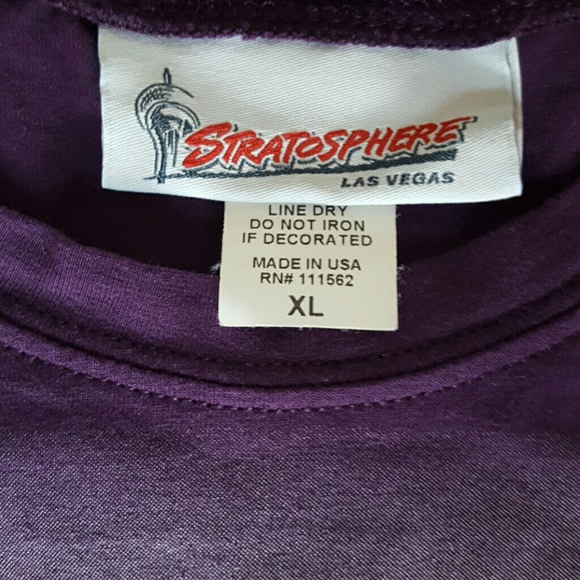 STRATOSPHERE
LAS VEGAS
LINE DRY
DO NOT IRON
IF DECORATED
MADE IN USA
RN# 111562
XL